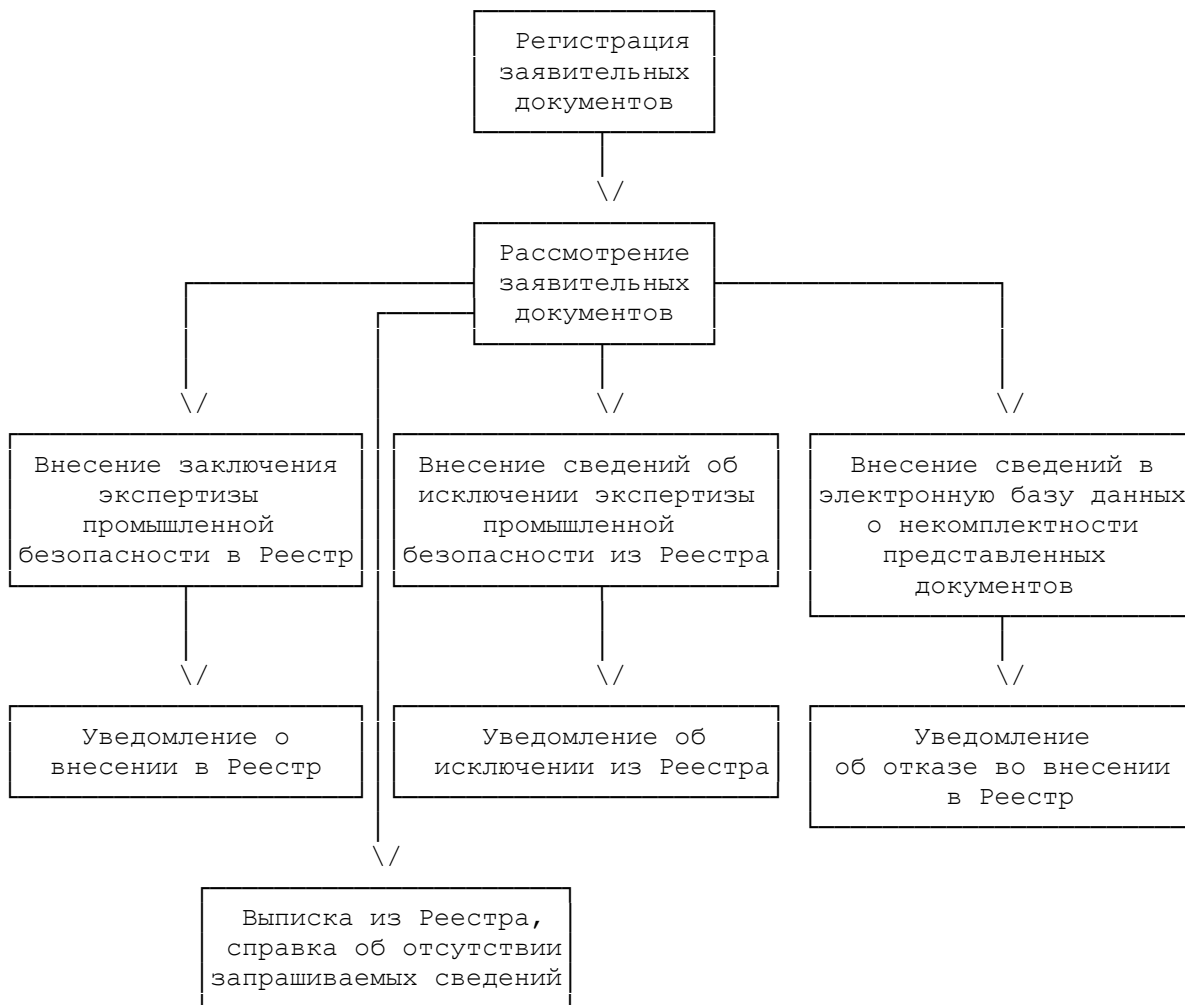 Регистрация
заявительных
документов
Рассмотрение
заявительных
документов
Внесение заключения
экспертизы
промышленной
безопасности в Реестр
Внесение сведений об
исключении экспертизы
промышленной
безопасности из Реестра
Внесение сведений в
электронную базу данных
о некомплектности
представленных
документов
Уведомление о
внесении в Реестр
Уведомление об
исключении из Реестра
Уведомление
об отказе во внесении
в Реестр
Выписка из Реестра,
справка об отсутствии
запрашиваемых сведений